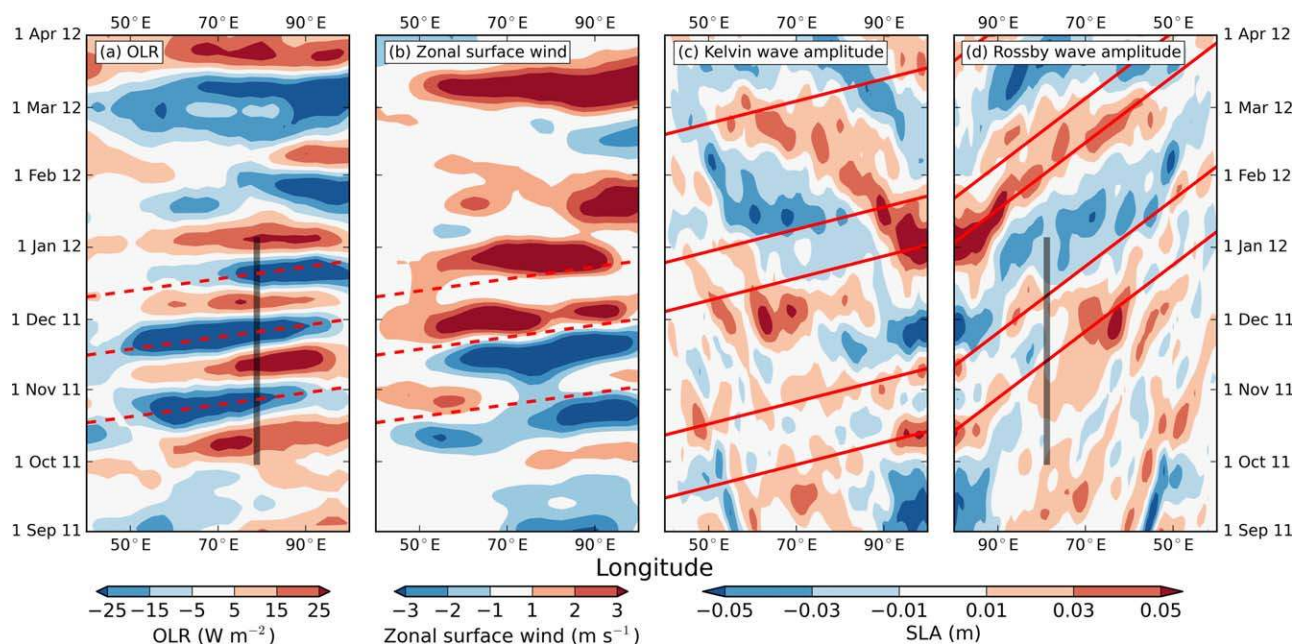 50°E 70°E 90°E 50°E 70°E 90°E 50°E 70°E 90°E 90°E 70°E 50°E
1 Apr 12 (a) OLR (b) Zonal surface wind (c) Kelvin wave amplitude (d) Rossby wave amplitude 1 Apr 12
1 Mar 12 1 Mar 12
1 Feb 12 1 Feb 12
1 Jan 12 1 Jan 12
1 Dec 11 1 Dec 11
1 Nov 11 1 Nov 11
1 Oct 11 1 Oct 11
1 Sep 11 1 Sep 11
50°E 70°E 90°E 50°E 70°E 90°E 50°E 70°E 90°E 90°E 70°E 50°E
Longitude
−25 −15 −5 5 15 25 −3 −2 −1 1 2 3 −0.05 −0.03 −0.01 0.01 0.03 0.05
OLR (W m⁻²) Zonal surface wind (m s⁻¹) SLA (m)